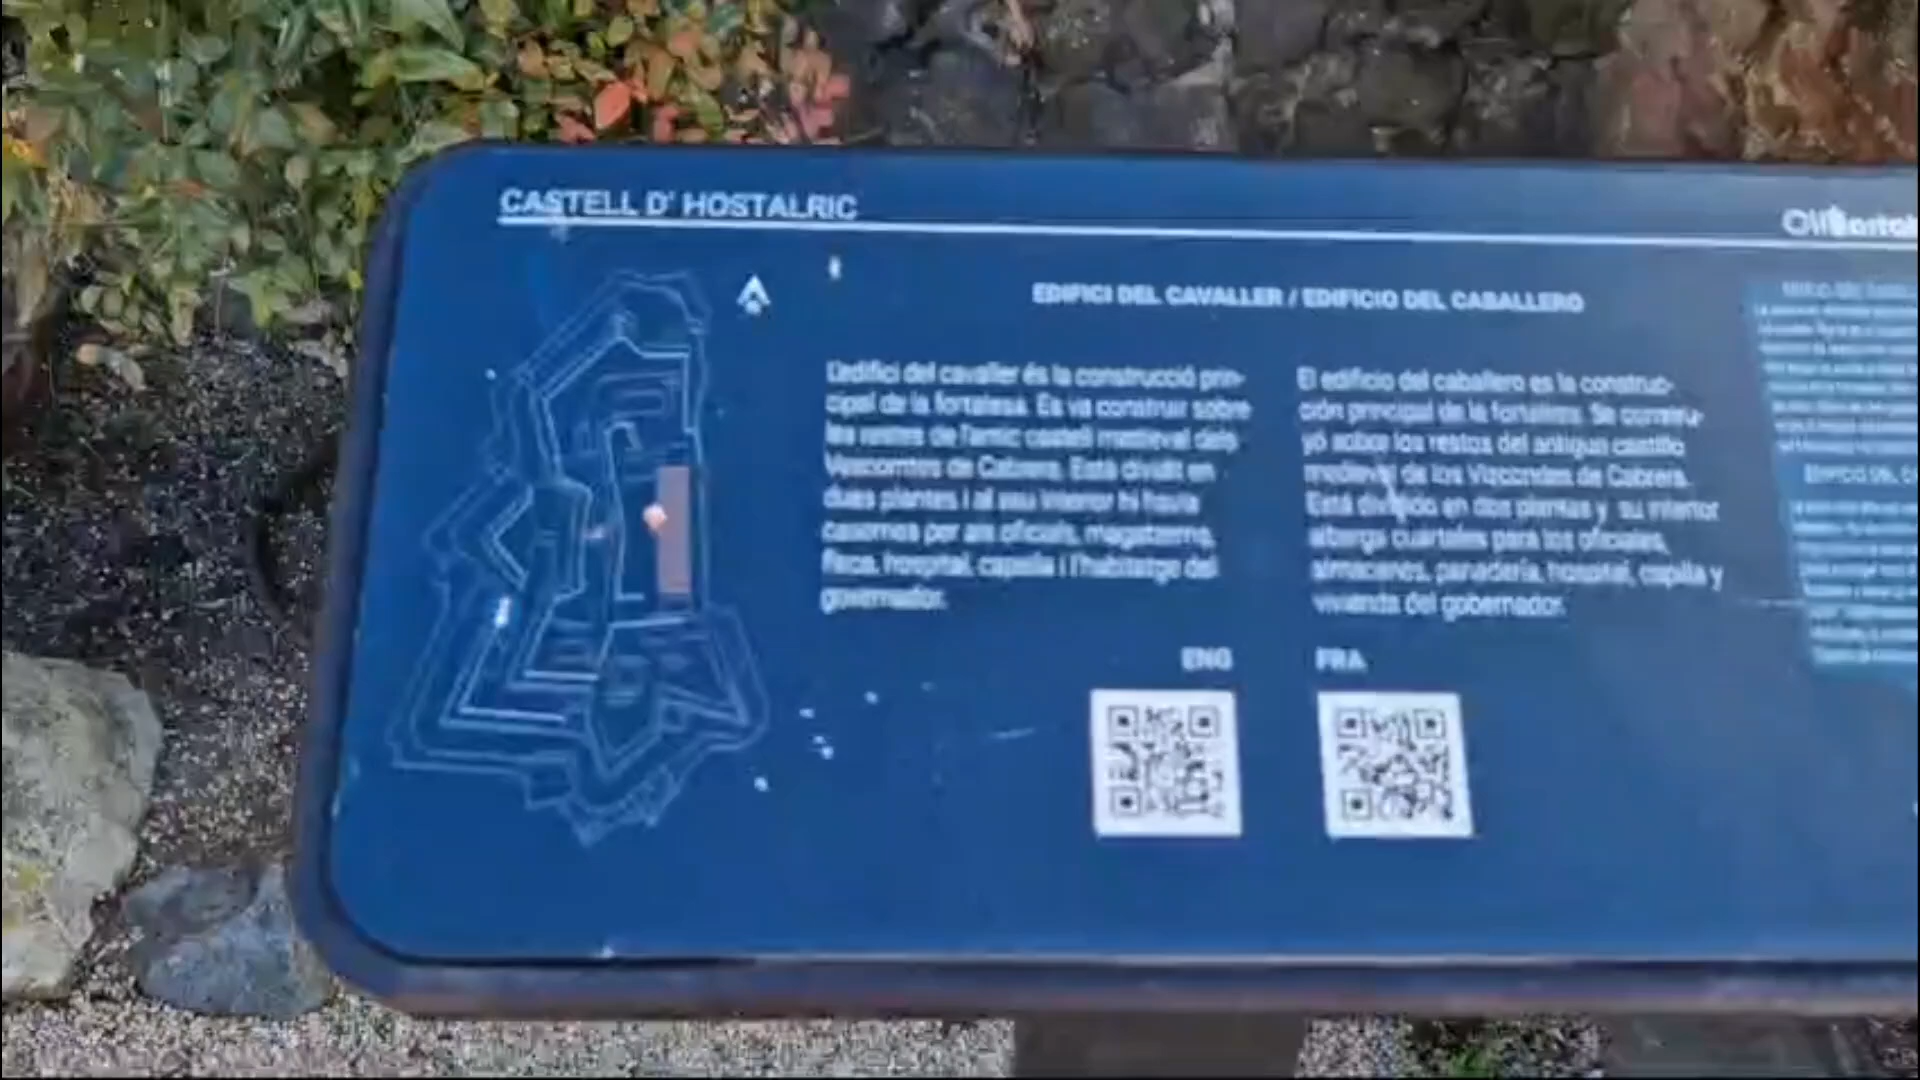 CASTELL D' HOSTALRIC
EDIFICI DEL CAVALLER / EDIFICIO DEL CABALLERO
L'edifici del cavaller és la construcció prin-
cipal de la fortalesa. Es va construir sobre
les restes de l'antic castell medieval dels
Vescomtes de Cabrera. Està dividit en
dues plantes i al seu interior hi havia
casernes per als oficials, magatzems,
fleca, hospital, capella i l'habitatge del
governador.
El edificio del caballero es la construc-
ción principal de la fortaleza. Se constru-
yó sobre los restos del antiguo castillo
medieval de los Vizcondes de Cabrera.
Está dividido en dos plantas y su interior
alberga cuarteles para los oficiales,
almacenes, panadería, hospital, capilla y
vivienda del gobernador.
ENG
FRA